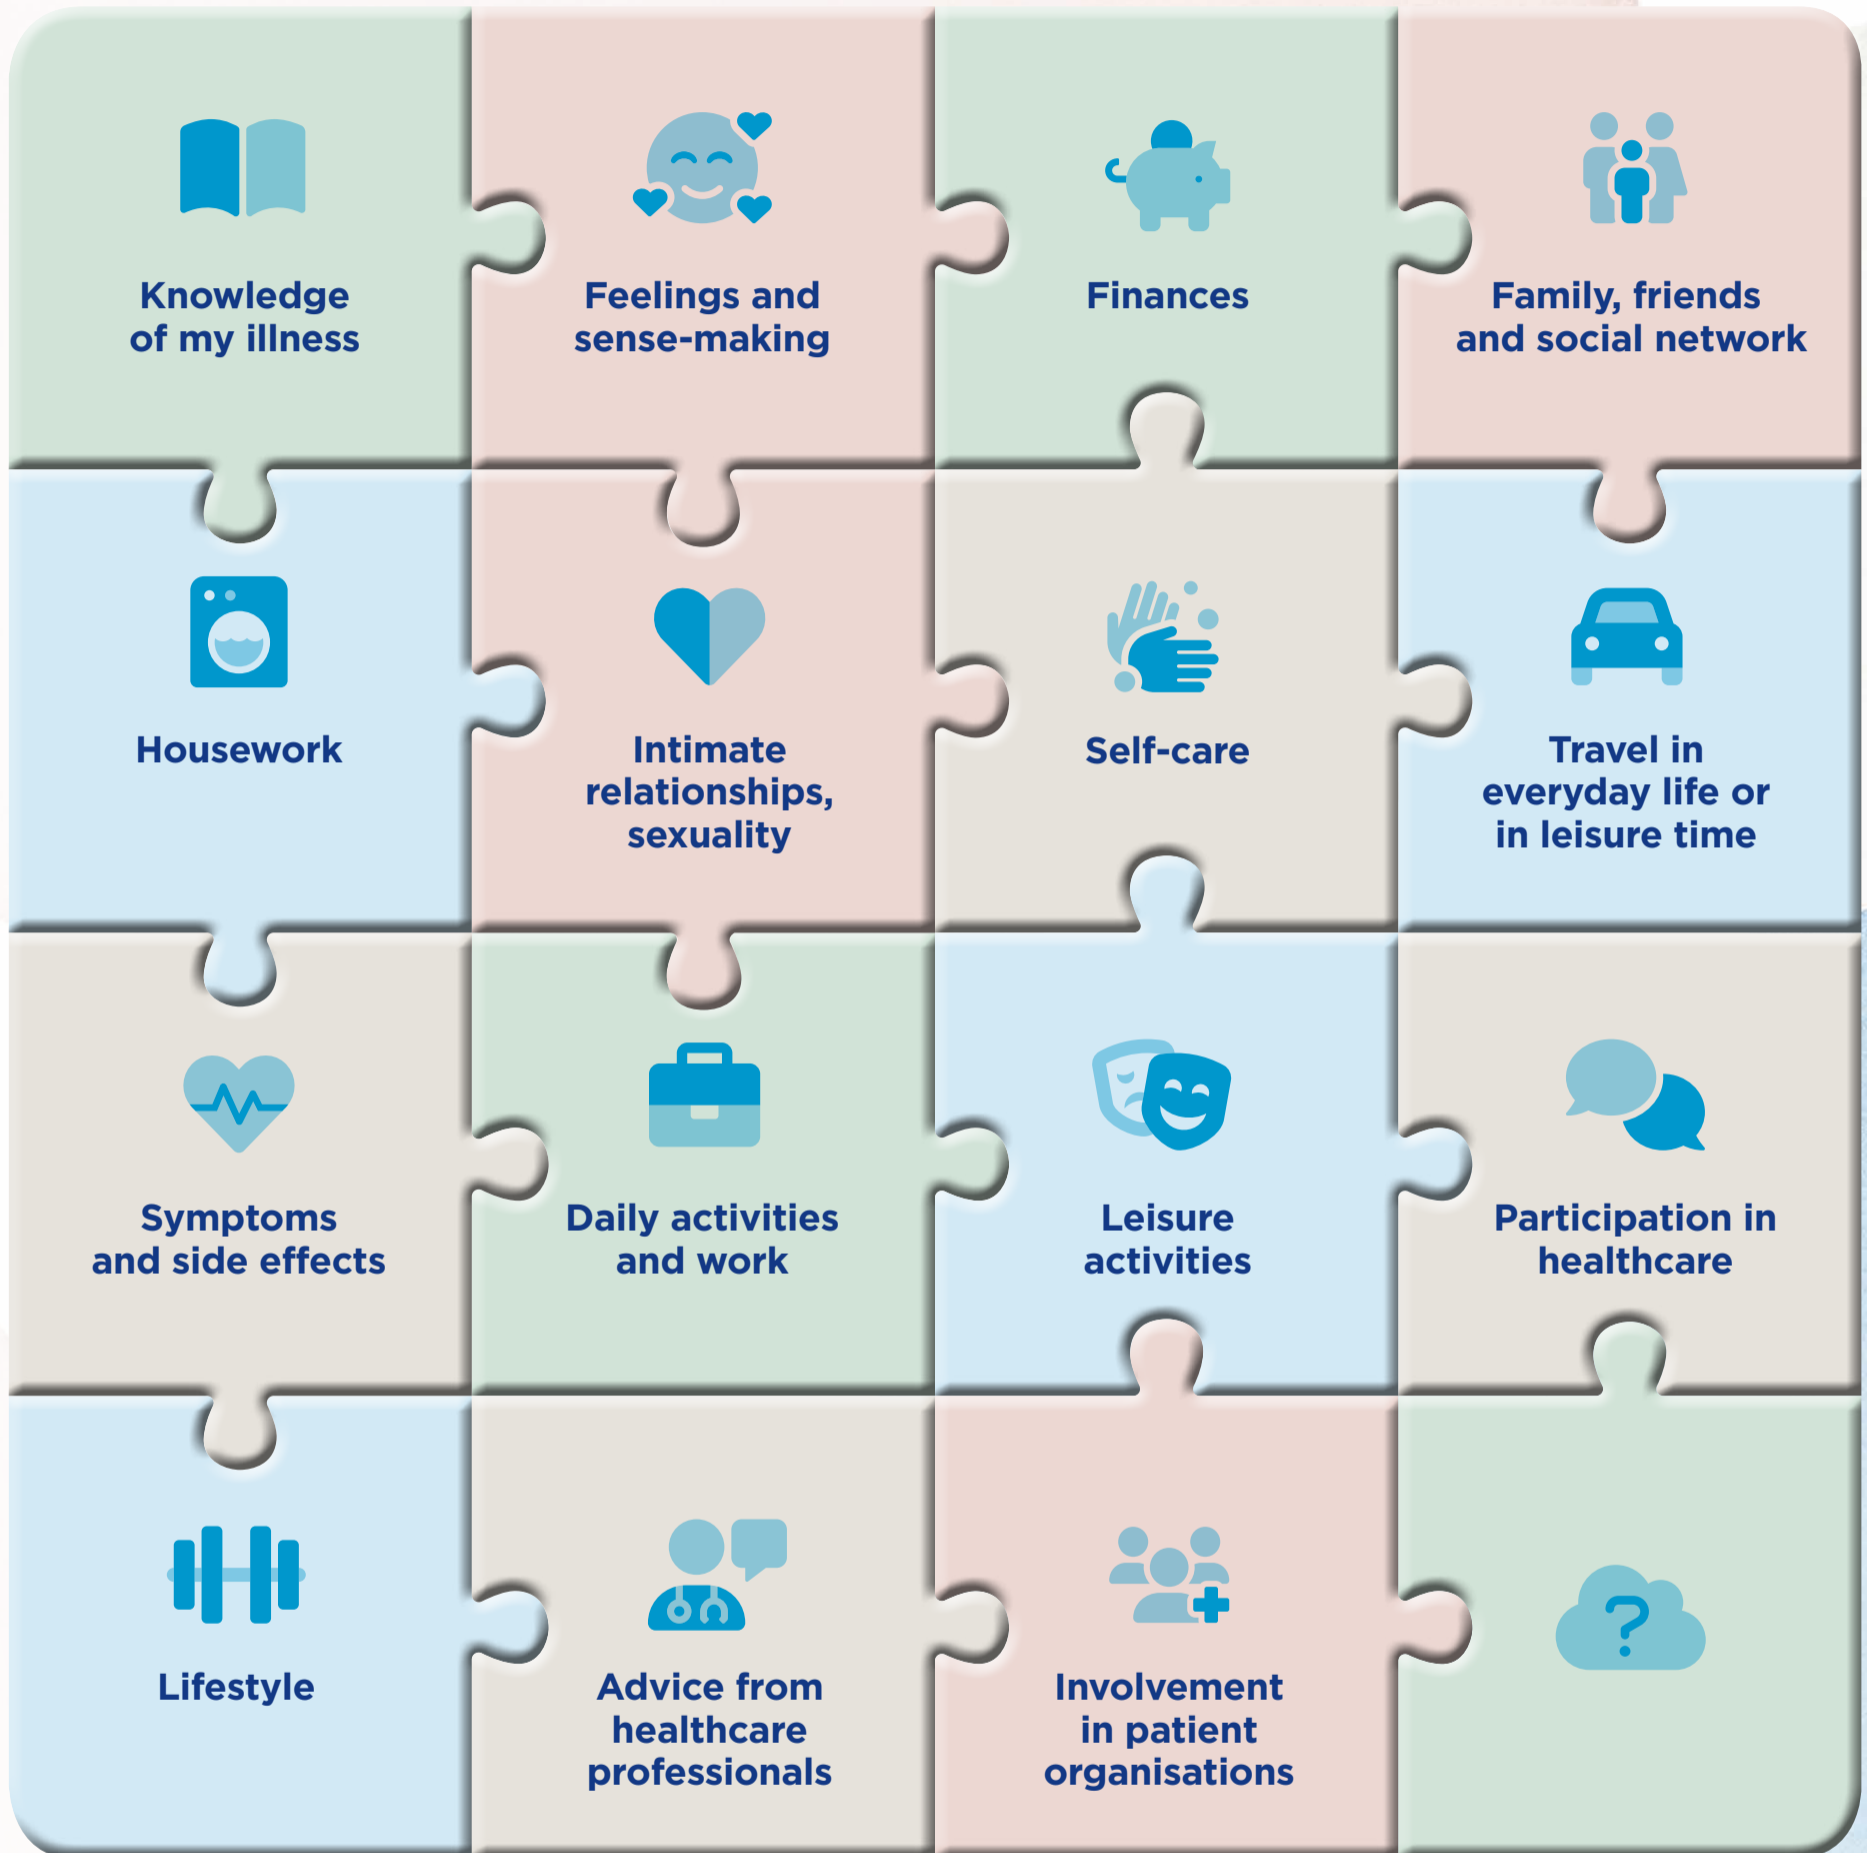 Knowledge
of my illness
Feelings and
sense-making
Finances
Family, friends
and social network
Housework
Intimate
relationships,
sexuality
Self-care
Travel in
everyday life or
in leisure time
Symptoms
and side effects
Daily activities
and work
Leisure
activities
Participation in
healthcare
Lifestyle
Advice from
healthcare
professionals
Involvement
in patient
organisations
?